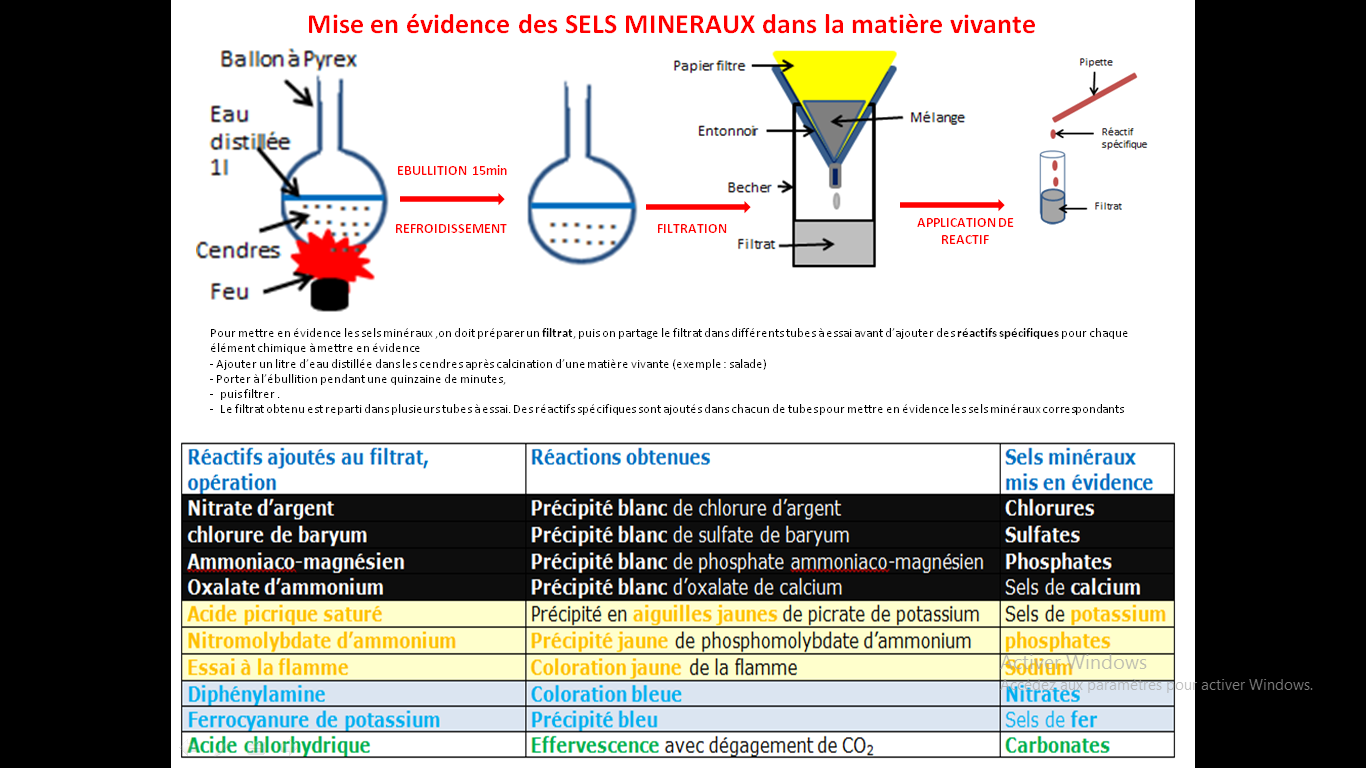 Mise en évidence des SELS MINERAUX dans la matière vivante
Ballon à Pyrex
Eau
distillée
1l
Cendres
Feu
EBULLITION 15min
REFROIDISSEMENT
FILTRATION
Papier filtre
Entonnoir
Mélange
Becher
Filtrat
APPLICATION DE
REACTIF
Pipette
Réactif
spécifique
Filtrat
Pour mettre en évidence les sels minéraux ,on doit préparer un filtrat, puis on partage le filtrat dans différents tubes à essai avant d’ajouter des réactifs spécifiques pour chaque
élément chimique à mettre en évidence
- Ajouter un litre d’eau distillée dans les cendres après calcination d’une matière vivante (exemple : salade)
- Porter à l’ébullition pendant une quinzaine de minutes,
- puis filtrer .
- Le filtrat obtenu est reparti dans plusieurs tubes à essai. Des réactifs spécifiques sont ajoutés dans chacun de tubes pour mettre en évidence les sels minéraux correspondants
Réactifs ajoutés au filtrat,
opération
Réactions obtenues
Sels minéraux
mis en évidence
Nitrate d’argent Précipité blanc de chlorure d’argent Chlorures
chlorure de baryum Précipité blanc de sulfate de baryum Sulfates
Ammoniaco-magnésien Précipité blanc de phosphate ammoniaco-magnésien Phosphates
Oxalate d’ammonium Précipité blanc d’oxalate de calcium Sels de calcium
Acide picrique saturé Précipité en aiguilles jaunes de picrate de potassium Sels de potassium
Nitromolybdate d’ammonium Précipité jaune de phosphomolybdate d’ammonium phosphates
Essai à la flamme Coloration jaune de la flamme Sodium
Diphénylamine Coloration bleue Nitrates
Ferrocyanure de potassium Précipité bleu Sels de fer
Acide chlorhydrique Effervescence avec dégagement de CO₂ Carbonates
Activer Windows
Accédez aux paramètres pour activer Windows.